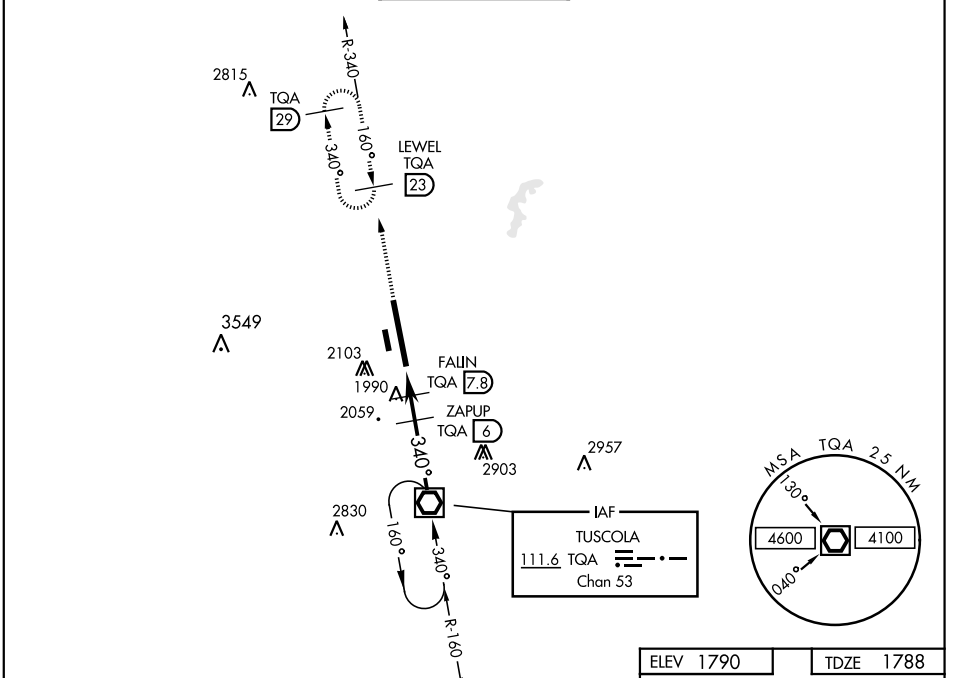 R-340
2815
TQA
29
160°
340°
LEWEL
TQA
23
3549
2103
FALIN
TQA 7.8
1990
2059
ZAPUP
TQA 6
2903
2957
340°
2830
160°
340°
R-160
IAF
TUSCOLA
111.6 TQA
Chan 53
MSA TQA 25 NM
130°
4600
4100
040°
ELEV 1790
TDZE 1788